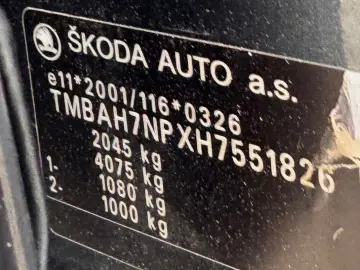 ŠKODA AUTO a.s.
e11*2001/116*0326
TMBAH7NPXH7551826
2045 kg
1- 4075 kg
2- 1080 kg
1000 kg